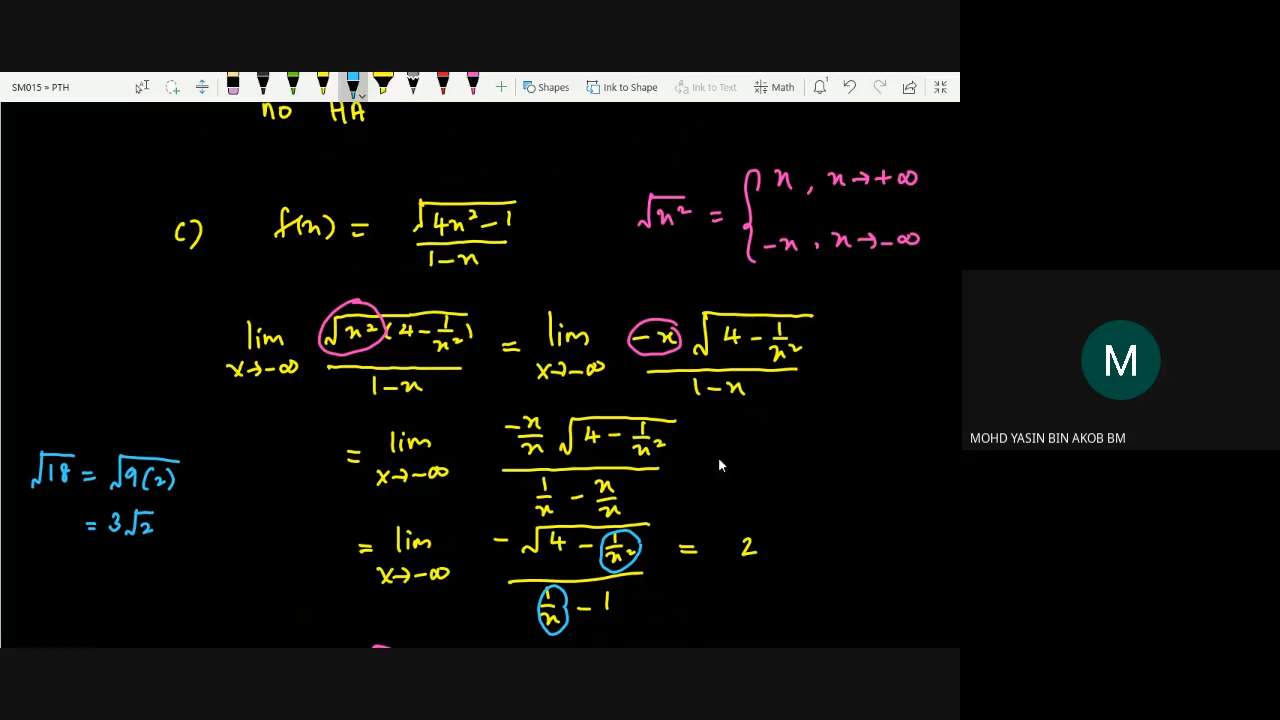 SM015 » PTH
Shapes
Ink to Shape
Ink to Text
Math
1
no HA
c) f(x) = √(4x² − 1) / (1 − x)
√x² = { x , x → +∞
−x , x → −∞
lim x→−∞ √(x² (4 − 1/x²)) / (1 − x) = lim x→−∞ −x √(4 − 1/x²) / (1 − x)
= lim x→−∞ (−x/x √(4 − 1/x²)) / (1/x − x/x)
√18 = √9(2)
= 3√2
= lim x→−∞ −√(4 − 1/x²) / (1/x − 1) = 2
M
MOHD YASIN BIN AKOB BM